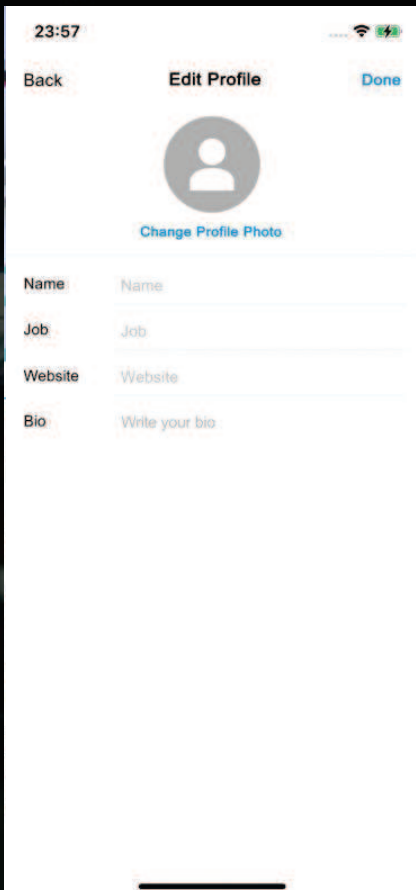 23:57
Back Edit Profile Done
Change Profile Photo
Name Name
Job Job
Website Website
Bio Write your bio